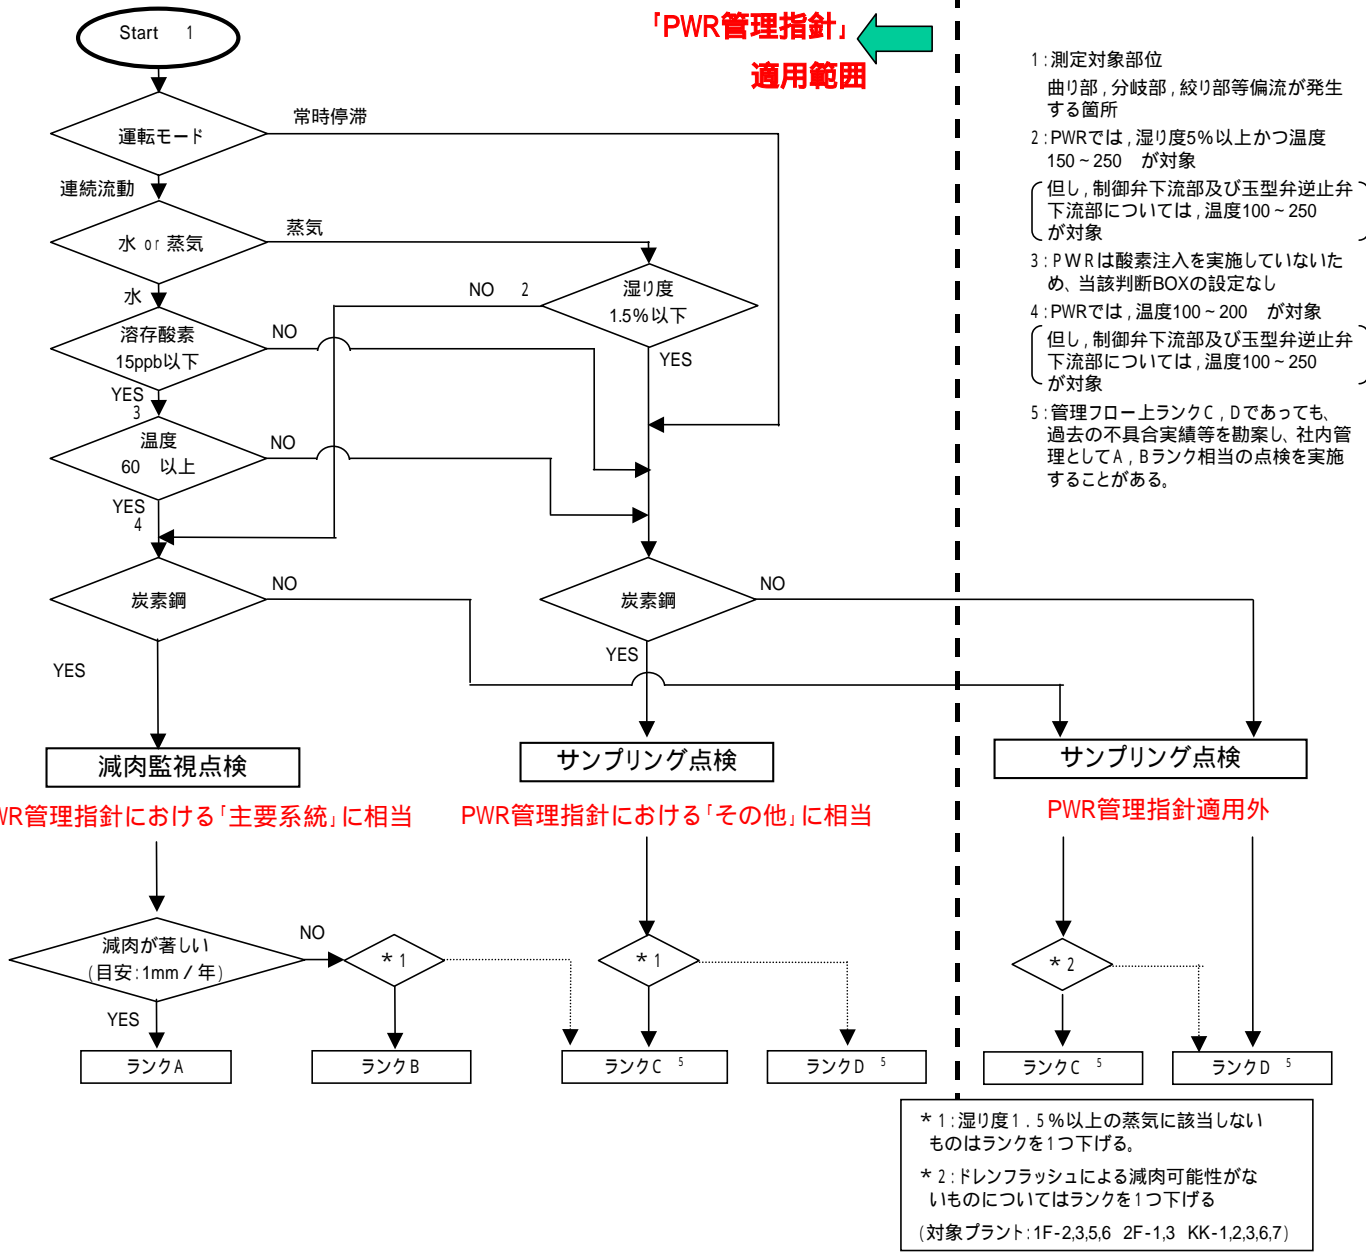 Start 1
「PWR管理指針」
適用範囲
運転モード
常時停滞
連続流動
水 or 蒸気
蒸気
水
湿り度
1.5%以下
NO 2
YES
溶存酸素
15ppb以下
NO
YES
3
温度
60 以上
NO
YES
4
炭素鋼
NO
YES
炭素鋼
NO
YES
減肉監視点検
サンプリング点検
サンプリング点検
WR管理指針における「主要系統」に相当
PWR管理指針における「その他」に相当
PWR管理指針適用外
減肉が著しい
(目安:1mm/年)
NO
YES
*1
*1
*2
ランクA
ランクB
ランクC 5
ランクD 5
ランクC 5
ランクD 5
1:測定対象部位
曲り部,分岐部,絞り部等偏流が発生
する箇所
2:PWRでは,湿り度5%以上かつ温度
150~250 が対象
但し,制御弁下流部及び玉型弁逆止弁
下流部については,温度100~250
が対象
3:PWRは酸素注入を実施していないた
め、当該判断BOXの設定なし
4:PWRでは,温度100~200 が対象
但し,制御弁下流部及び玉型弁逆止弁
下流部については,温度100~250
が対象
5:管理フロー上ランクC,Dであっても、
過去の不具合実績等を勘案し、社内管
理としてA,Bランク相当の点検を実施
することがある。
*1:湿り度1.5%以上の蒸気に該当しない
ものはランクを1つ下げる。
*2:ドレンフラッシュによる減肉可能性がな
いものについてはランクを1つ下げる
(対象プラント:1F-2,3,5,6 2F-1,3 KK-1,2,3,6,7)